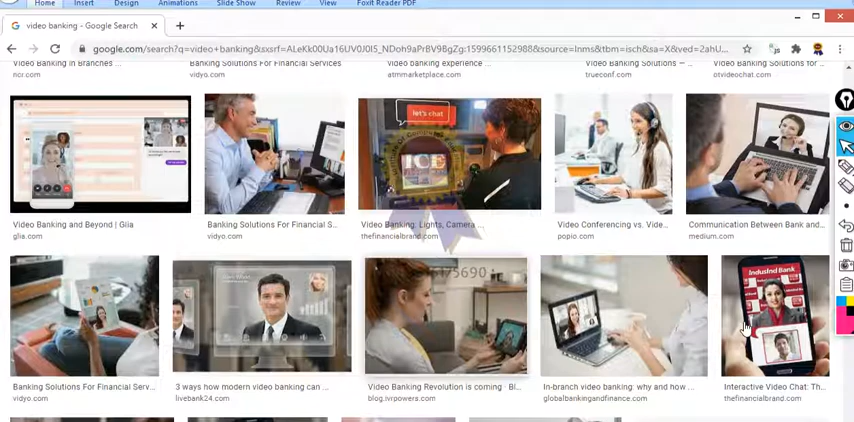 Home Insert Design Animations Slide Show Review View Foxit Reader PDF
video banking - Google Search
google.com/search?q=video+banking&sxsrf=ALeKk00Ua16UV0J0I5_NDoh9aPrBV9BgZg:1599661152988&source=lnms&tbm=isch&sa=X&ved=2ahU...
Video Banking in Branches ... Banking Solutions For Financial Services Video banking experience ... Video Banking Solutions — ... Video Banking Solutions for ...
ncr.com vidyo.com atmmarketplace.com trueconf.com otvideochat.com
let's chat
Video Banking and Beyond | Glia Banking Solutions For Financial S... Video Banking: Lights, Camera ... Video Conferencing vs. Vide... Communication Between Bank and...
glia.com vidyo.com thefinancialbrand.com popio.com medium.com
IndusInd Bank
Banking Solutions For Financial Serv... 3 ways how modern video banking can ... Video Banking Revolution is coming · Bl... In-branch video banking: why and how ... Interactive Video Chat: Th...
vidyo.com livebank24.com blog.ivrpowers.com globalbankingandfinance.com thefinancialbrand.com